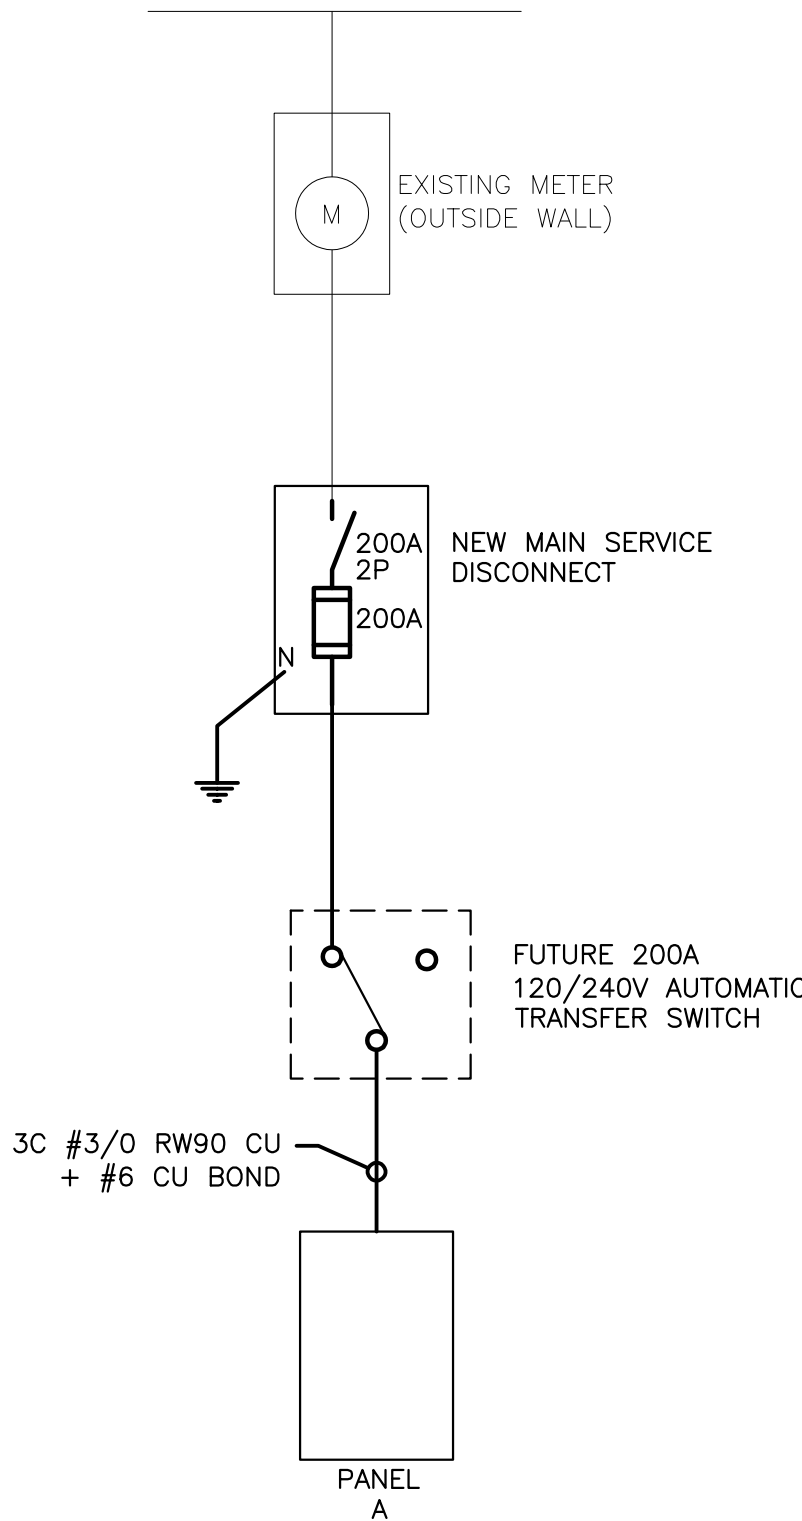 EXISTING METER
(OUTSIDE WALL)
M
200A
2P
200A
NEW MAIN SERVICE
DISCONNECT
N
FUTURE 200A
120/240V AUTOMATIC
TRANSFER SWITCH
3C #3/0 RW90 CU
+ #6 CU BOND
PANEL
A